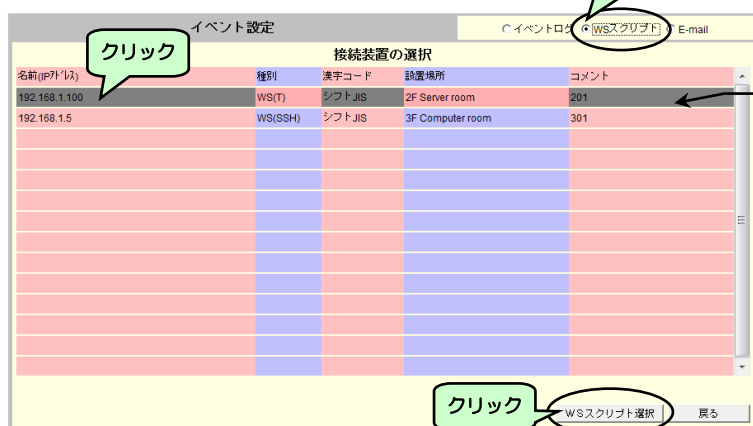 イベント設定 イベントログ WSスクリプト E-mail
クリック
接続装置の選択
名前(IPアドレス) 種別 漢字コード 設置場所 コメント
192.168.1.100 WS(T) シフトJIS 2F Server room 201
192.168.1.5 WS(SSH) シフトJIS 3F Computer room 301
クリック
WSスクリプト選択 戻る